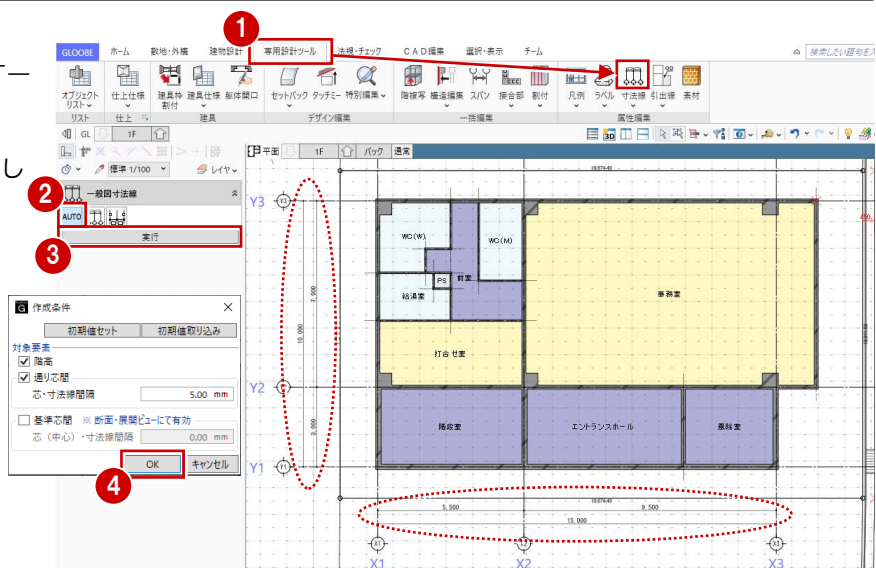 1
GLOOBE ホーム 敷地・外構 建物設計 専用設計ツール 法規・チェック CAD編集 選択・表示 チーム 検索したい語句を
オブジェクトリスト 仕上仕様 建具枠割付 建具仕様 躯体開口 セットバック タッチミー 特別編集 階複写 構造編集 スパン 接合部 割付 凡例 ラベル 寸法線 引出線 素材
リスト 仕上 建具 デザイン編集 一括編集 属性編集
GL 1F
し
平面 1F バック 通常
標準 1/100 レイヤ
2
一般図寸法線
AUTO
3
実行
作成条件
初期値セット 初期値取り込み
対象要素
階高
通り芯間
芯・寸法線間隔 5.00 mm
基準芯間 ※ 断面・展開ビューにて有効
芯（中心）・寸法線間隔 0.00 mm
OK キャンセル
4
Y3 Y3
WC(W) WC(M)
PS 前室
給湯室 事務室
7,000
10,000
打合せ室
Y2
階段室 エントランスホール
3,000
Y1 Y1
5,500 9,500
15,000
X1 X3
X1 X2 X3